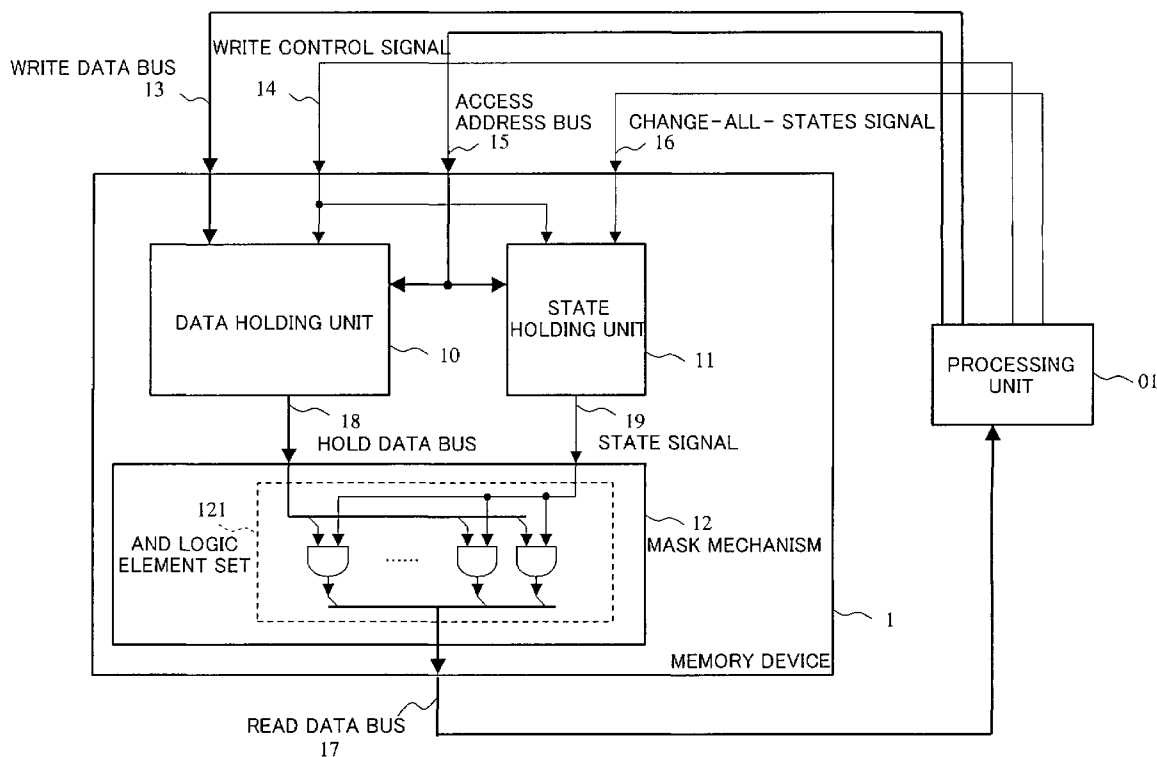 WRITE CONTROL SIGNAL
WRITE DATA BUS
13
14
ACCESS
ADDRESS BUS
15
CHANGE-ALL-STATES SIGNAL
16
DATA HOLDING UNIT
10
STATE
HOLDING UNIT
11
PROCESSING
UNIT
01
18
HOLD DATA BUS
19
STATE SIGNAL
121
AND LOGIC
ELEMENT SET
......
12
MASK MECHANISM
1
MEMORY DEVICE
READ DATA BUS
17